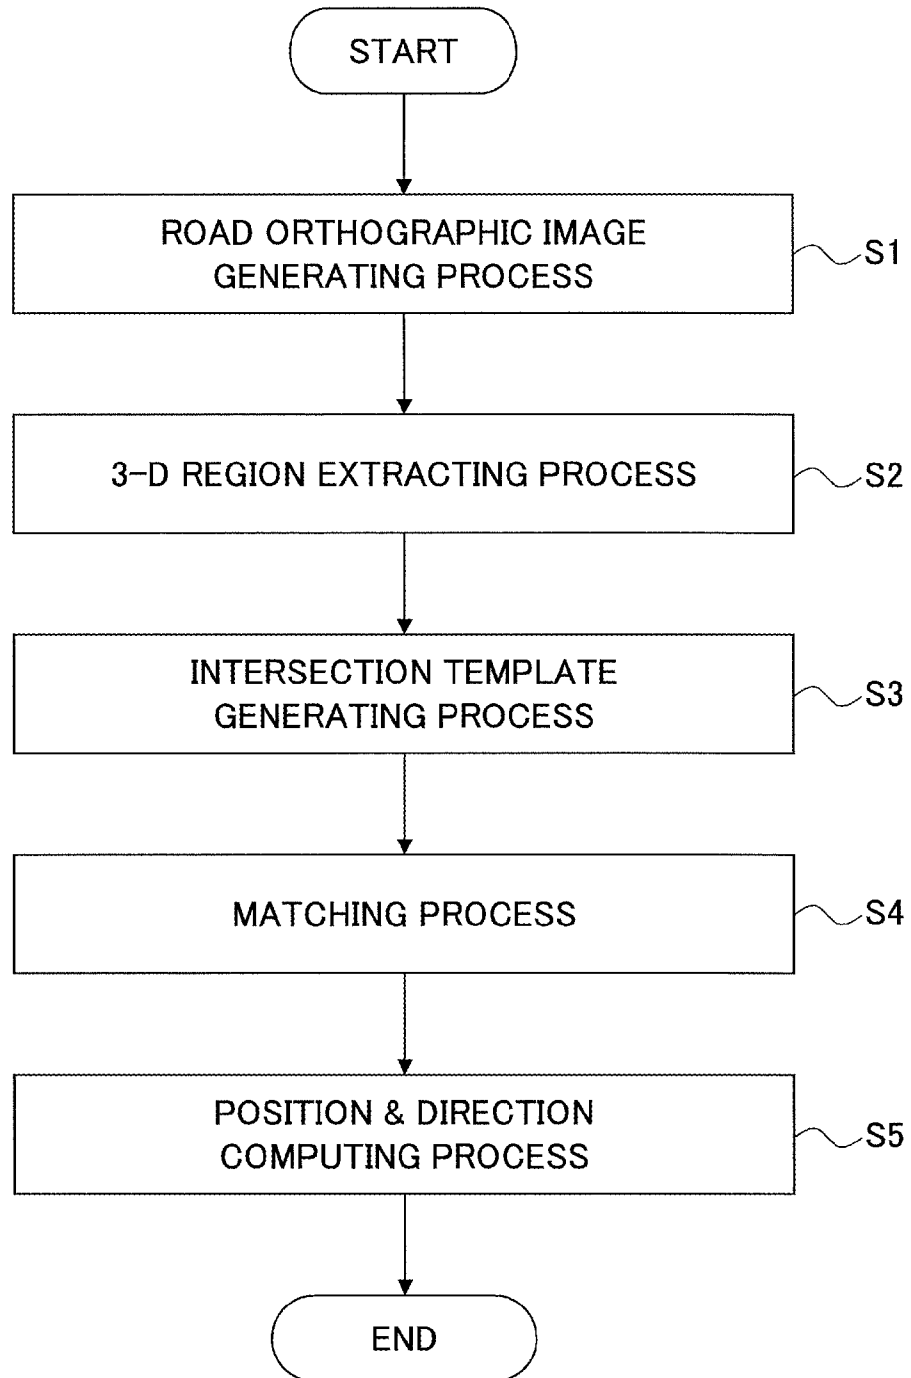 START
ROAD ORTHOGRAPHIC IMAGE
GENERATING PROCESS
S1
3-D REGION EXTRACTING PROCESS
S2
INTERSECTION TEMPLATE
GENERATING PROCESS
S3
MATCHING PROCESS
S4
POSITION & DIRECTION
COMPUTING PROCESS
S5
END